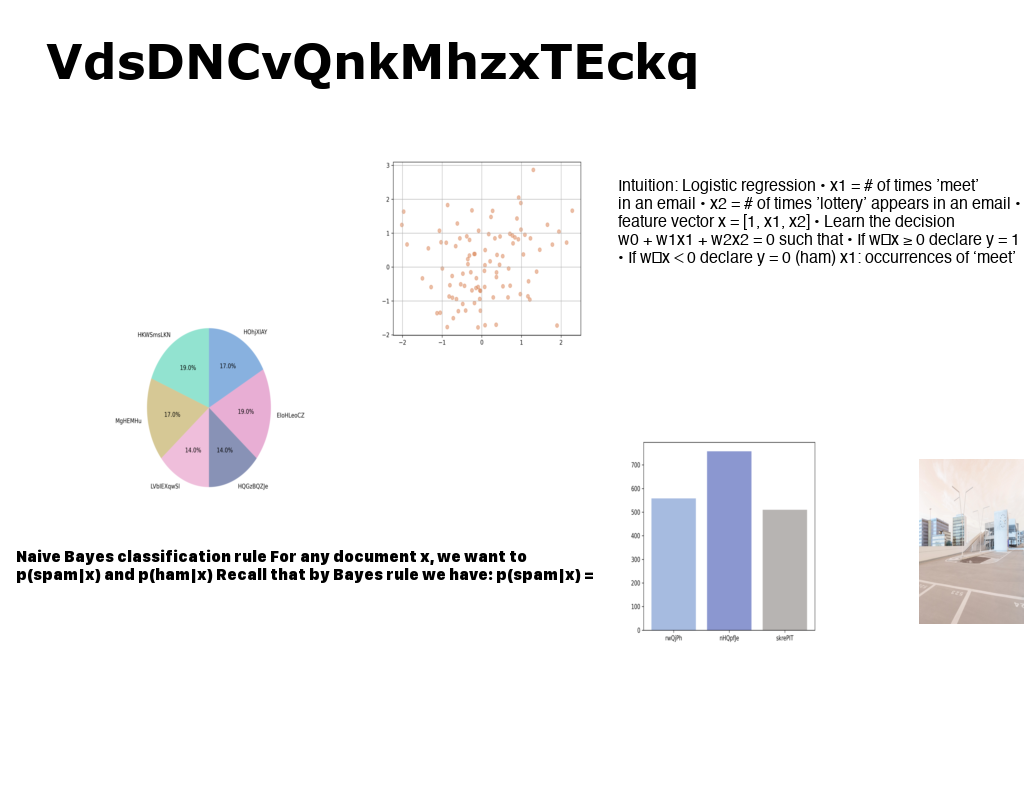 VdsDNCvQnkMhzxTEckq
3
2
1
0
−1
−2
−2
−1
0
1
2
Intuition: Logistic regression • x1 = # of times ’meet’
in an email • x2 = # of times ’lottery’ appears in an email •
feature vector x = [1, x1, x2] • Learn the decision
w0 + w1x1 + w2x2 = 0 such that • If w□x ≥ 0 declare y = 1
• If w□x < 0 declare y = 0 (ham) x1: occurrences of ‘meet’
HKWSmsLKN
19.0%
17.0%
MgHEMHu
17.0%
19.0%
14.0%
14.0%
HQGzBQZJe
700
600
500
400
300
200
100
0
rwQjPh
nHQpfJe
Naive Bayes classification rule For any document x, we want to
p(spam|x) and p(ham|x) Recall that by Bayes rule we have: p(spam|x) =